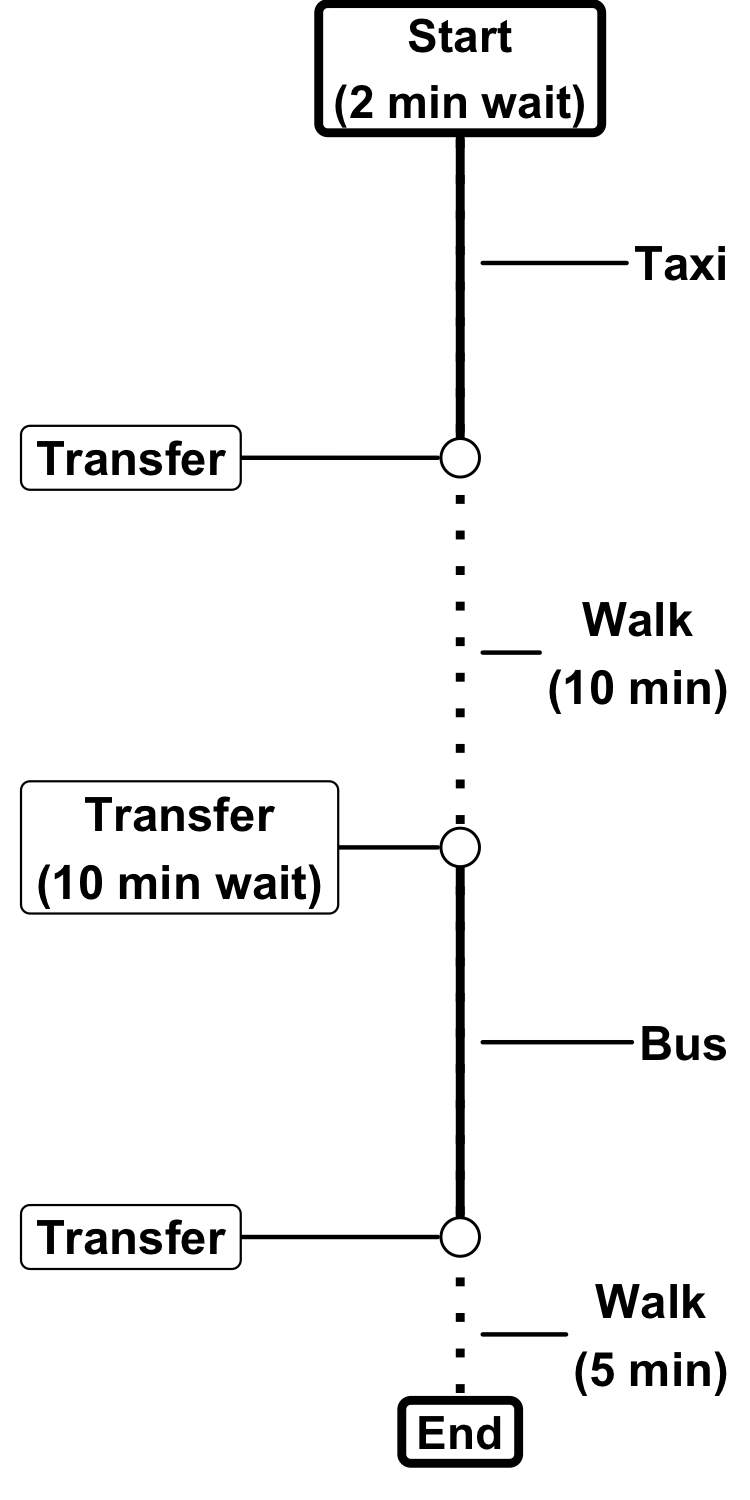 Start
(2 min wait)
Taxi
Transfer
Walk
(10 min)
Transfer
(10 min wait)
Bus
Transfer
Walk
(5 min)
End